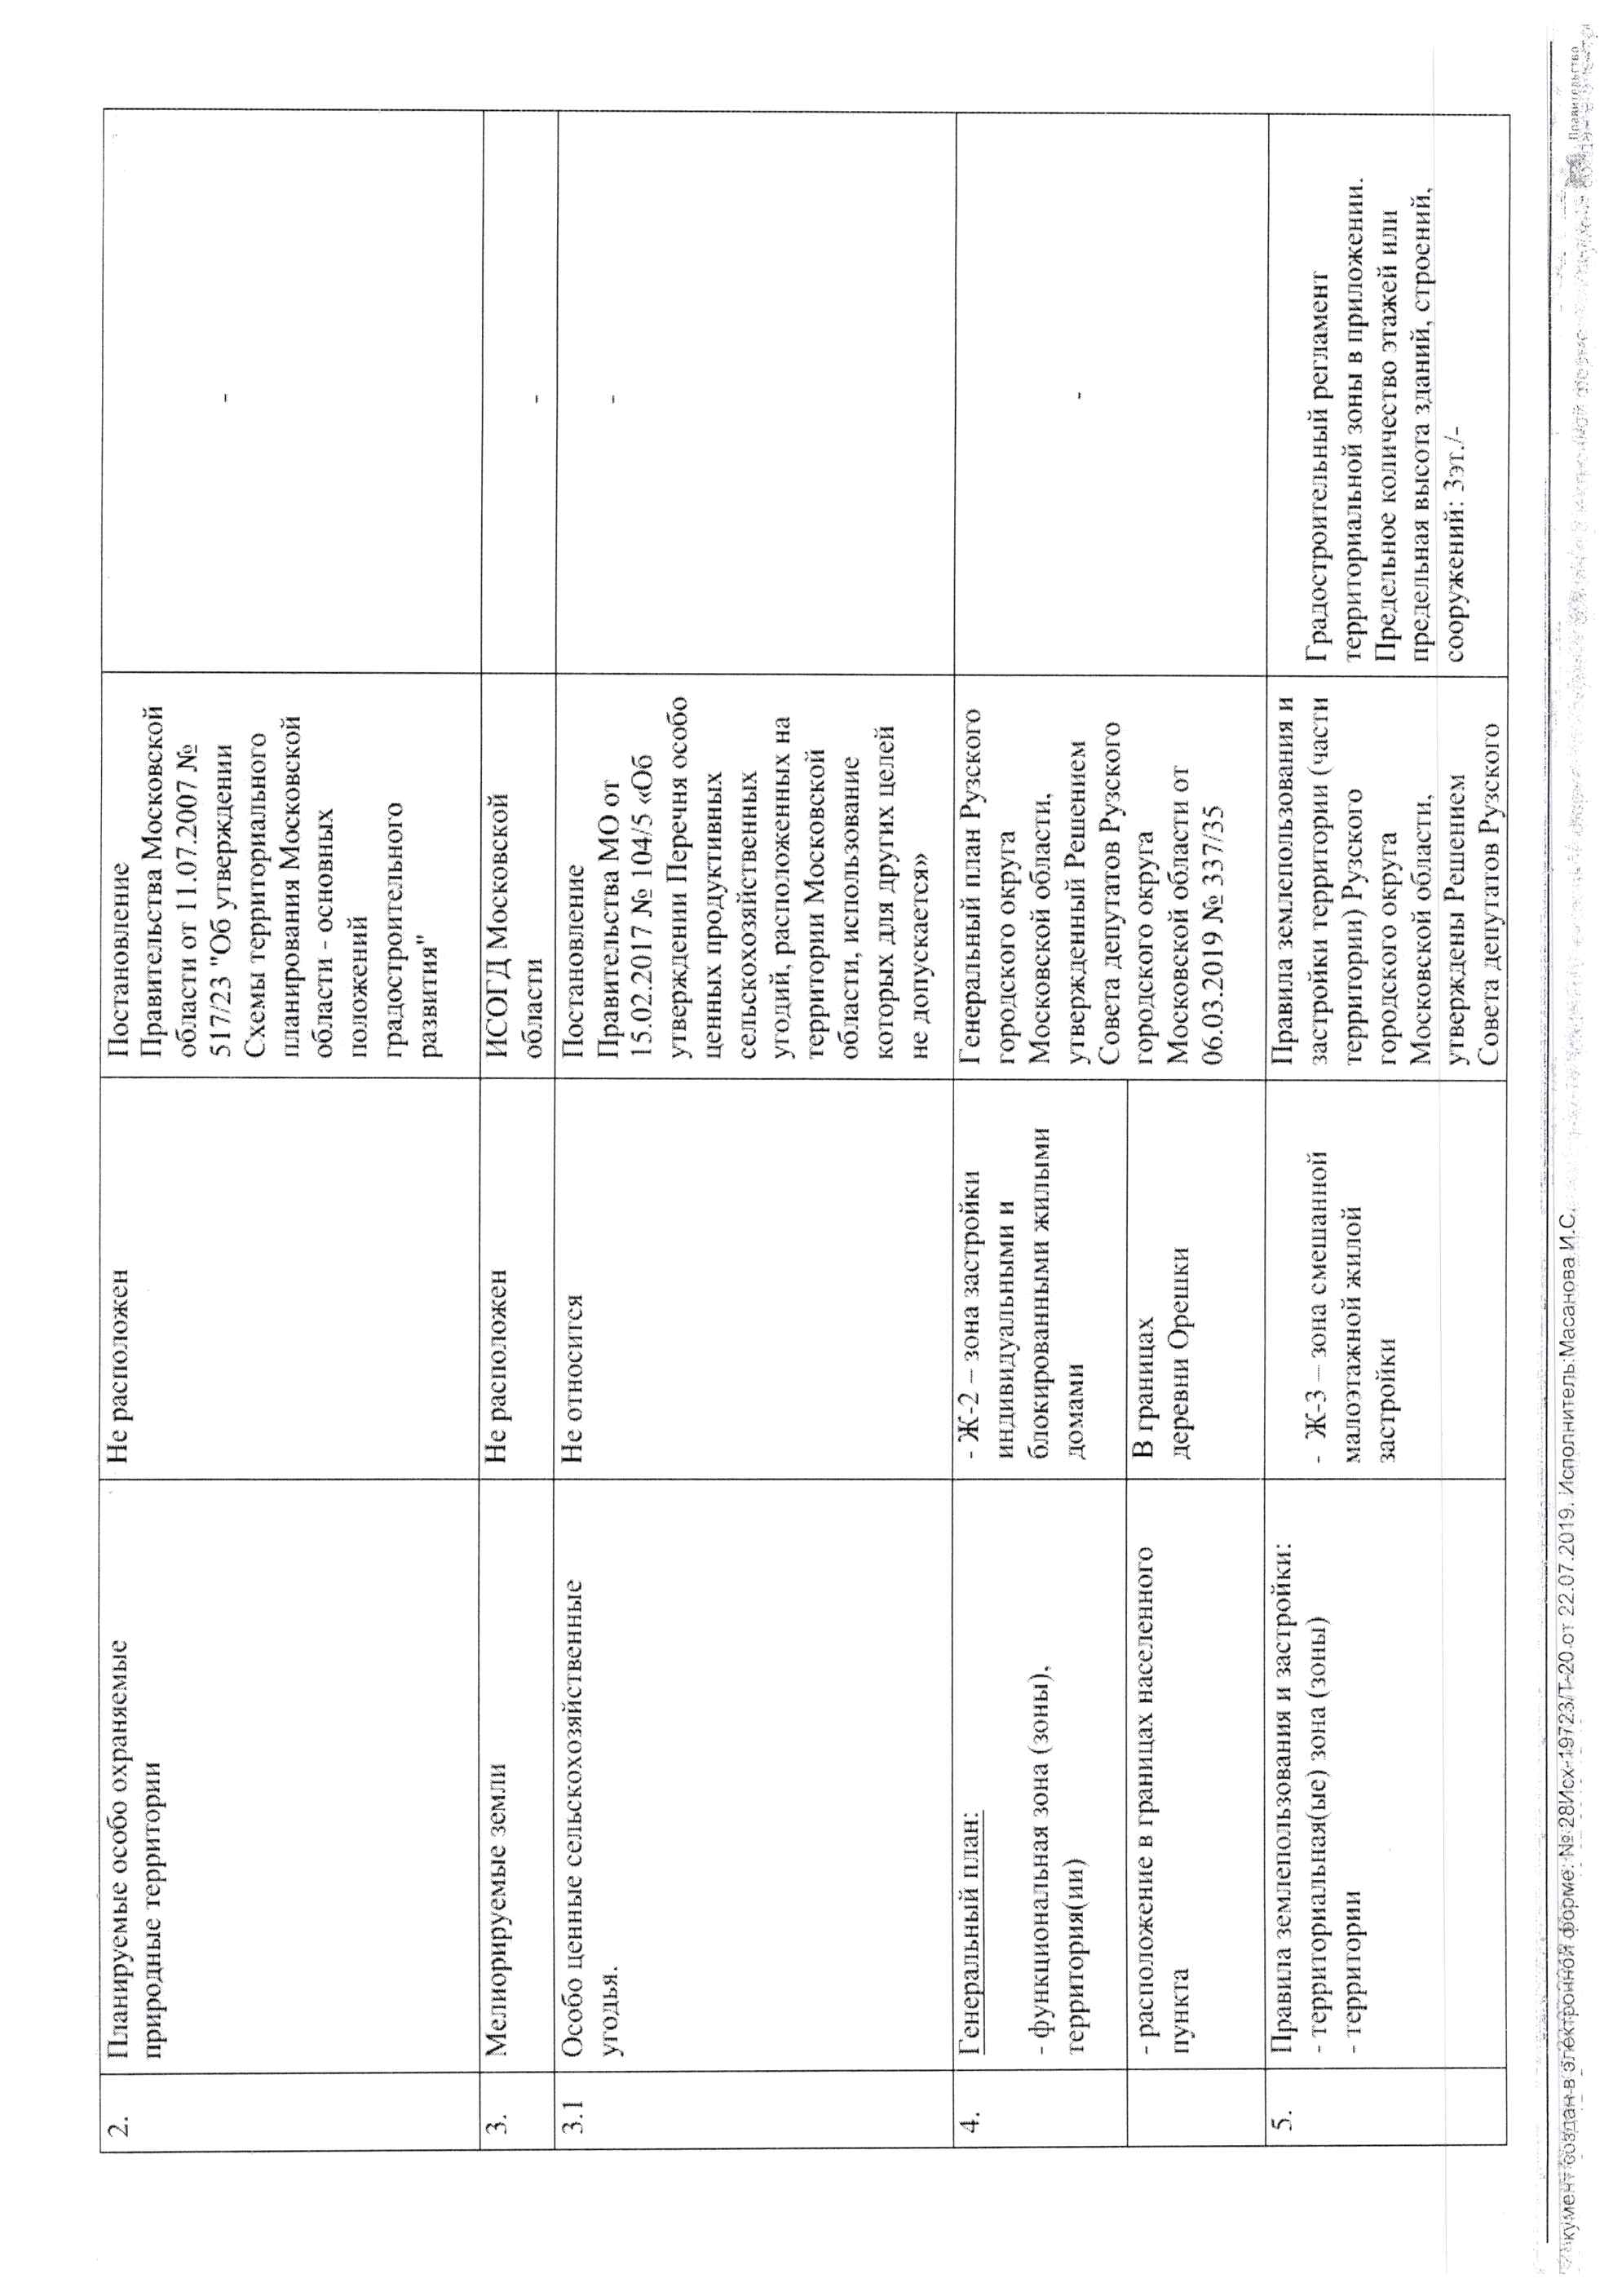 2.
Планируемые особо охраняемые
природные территории
Не расположен
Постановление
Правительства Московской
области от 11.07.2007 №
517/23 "Об утверждении
Схемы территориального
планирования Московской
области - основных
положений
градостроительного
развития"
-
3.
Мелиорируемые земли
Не расположен
ИСОГД Московской
области
-
3.1
Особо ценные сельскохозяйственные
угодья.
Не относится
Постановление
Правительства МО от
15.02.2017 № 104/5 «Об
утверждении Перечня особо
ценных продуктивных
сельскохозяйственных
угодий, расположенных на
территории Московской
области, использование
которых для других целей
не допускается»
-
4.
Генеральный план:
- функциональная зона (зоны),
территория(ии)
- Ж-2 – зона застройки
индивидуальными и
блокированными жилыми
домами
Генеральный план Рузского
городского округа
Московской области,
утвержденный Решением
Совета депутатов Рузского
городского округа
Московской области от
06.03.2019 № 337/35
-
- расположение в границах населенного
пункта
В границах
деревни Орешки
5.
Правила землепользования и застройки:
- территориальная(ые) зона (зоны)
- территории
- Ж-3 – зона смешанной
малоэтажной жилой
застройки
Правила землепользования и
застройки территории (части
территории) Рузского
городского округа
Московской области,
утверждены Решением
Совета депутатов Рузского
Градостроительный регламент
территориальной зоны в приложении.
Предельное количество этажей или
предельная высота зданий, строений,
сооружений: 3эт./-
создан в электронной форме. № 28Исх-19723/Т-20 от 22.07.2019. Исполнитель:Масанова И.С.
Правительство